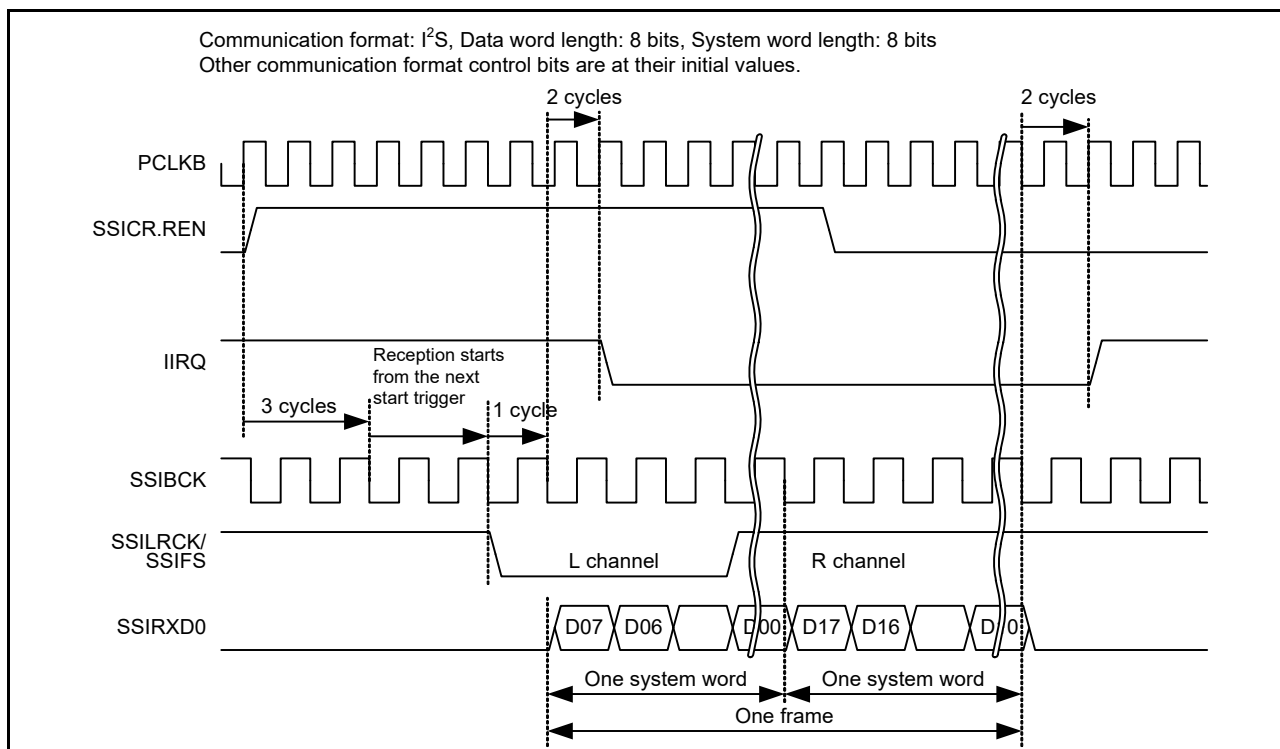 Communication format: I²S, Data word length: 8 bits, System word length: 8 bits
Other communication format control bits are at their initial values.
2 cycles
2 cycles
PCLKB
SSICR.REN
IIRQ
Reception starts
from the next
start trigger
3 cycles
1 cycle
SSIBCK
SSILRCK/
SSIFS
L channel
R channel
SSIRXD0
D07
D06
D00
D17
D16
One system word
One system word
One frame